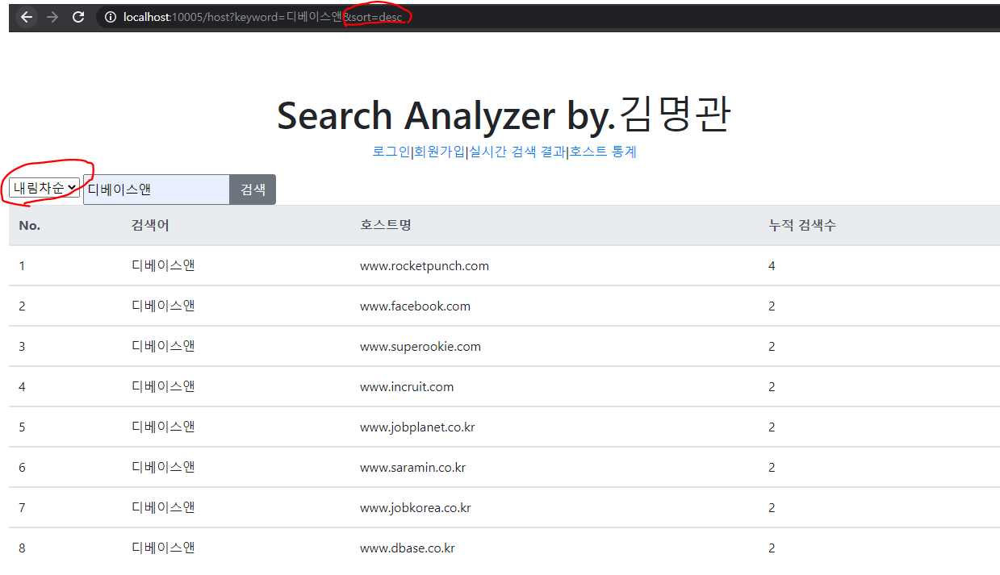 localhost:10005/host?keyword=디베이스앤&sort=desc
Search Analyzer by.김명관
로그인|회원가입|실시간 검색 결과|호스트 통계
내림차순 디베이스앤 검색
No. 검색어 호스트명 누적 검색수
1 디베이스앤 www.rocketpunch.com 4
2 디베이스앤 www.facebook.com 2
3 디베이스앤 www.superookie.com 2
4 디베이스앤 www.incruit.com 2
5 디베이스앤 www.jobplanet.co.kr 2
6 디베이스앤 www.saramin.co.kr 2
7 디베이스앤 www.jobkorea.co.kr 2
8 디베이스앤 www.dbase.co.kr 2